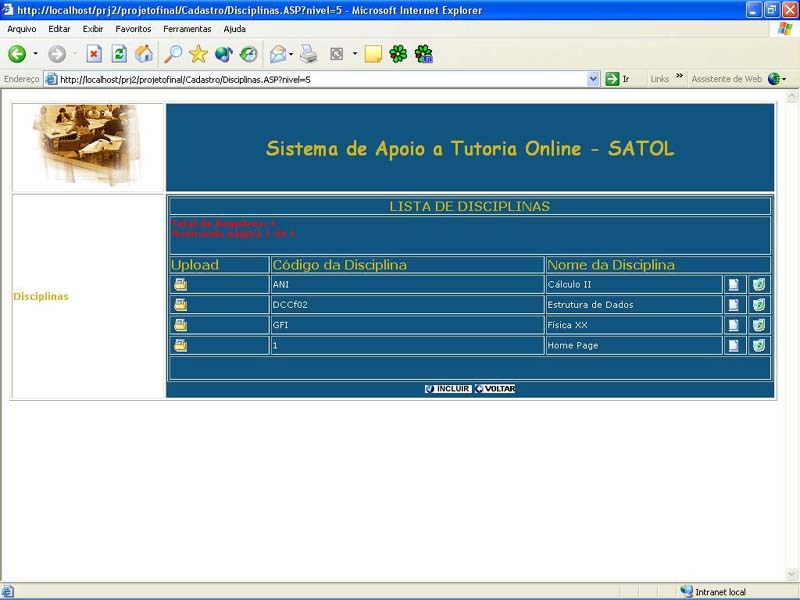 http://localhost/prj2/projetofinal/Cadastro/Disciplinas.ASP?nivel=5 - Microsoft Internet Explorer
Arquivo Editar Exibir Favoritos Ferramentas Ajuda
Endereço http://localhost/prj2/projetofinal/Cadastro/Disciplinas.ASP?nivel=5 Ir Links » Assistente de Web
Sistema de Apoio a Tutoria Online - SATOL
LISTA DE DISCIPLINAS
Total de Registros: 4
Mostrando página 1 de 1
Upload Código da Disciplina Nome da Disciplina
Disciplinas
ANI Cálculo II
DCCf02 Estrutura de Dados
GFI Física XX
1 Home Page
INCLUIR VOLTAR
Intranet local